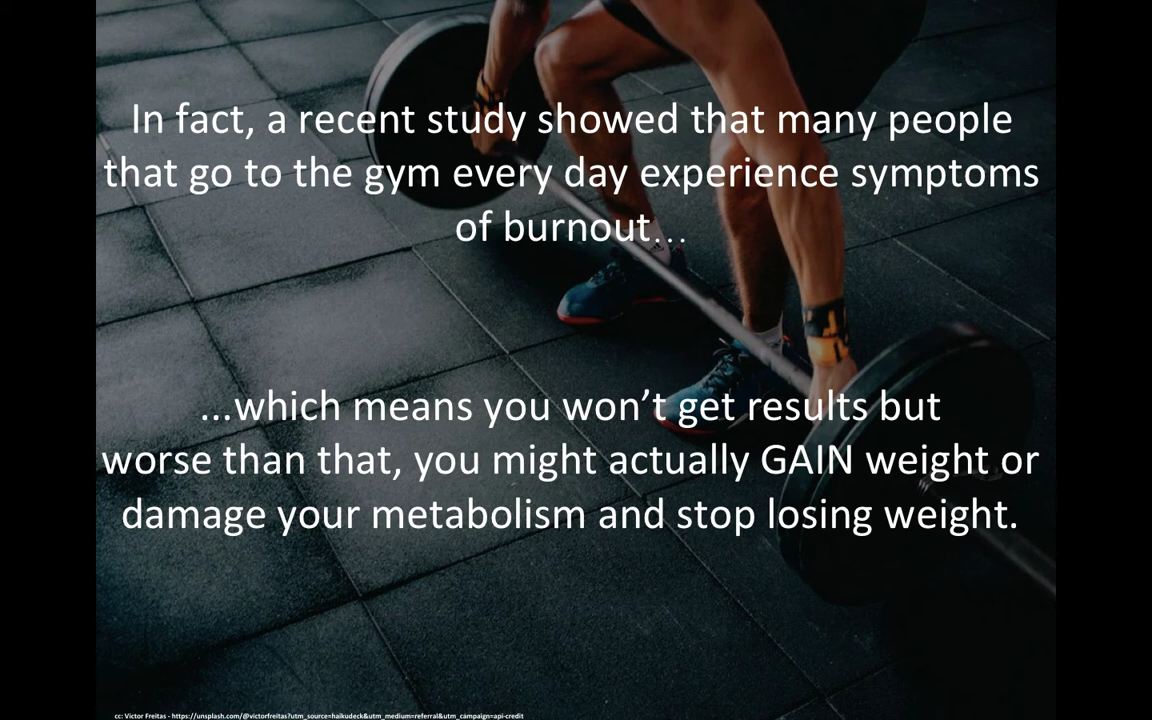 In fact, a recent study showed that many people
that go to the gym every day experience symptoms
of burnout…
...which means you won’t get results but
worse than that, you might actually GAIN weight or
damage your metabolism and stop losing weight.
cc: Victor Freitas - https://unsplash.com/@victorfreitas?utm_source=haikudeck&utm_medium=referral&utm_campaign=api-credit